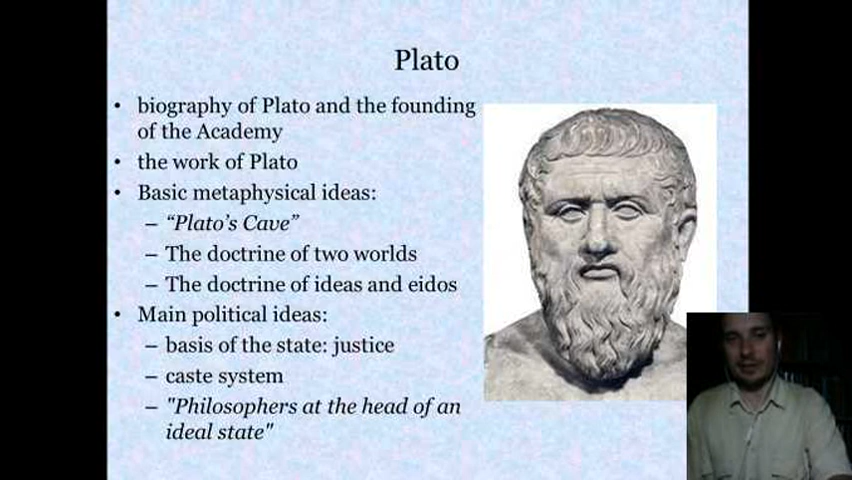 Plato
• biography of Plato and the founding
of the Academy
• the work of Plato
• Basic metaphysical ideas:
– “Plato’s Cave”
– The doctrine of two worlds
– The doctrine of ideas and eidos
• Main political ideas:
– basis of the state: justice
– caste system
– "Philosophers at the head of an
ideal state"